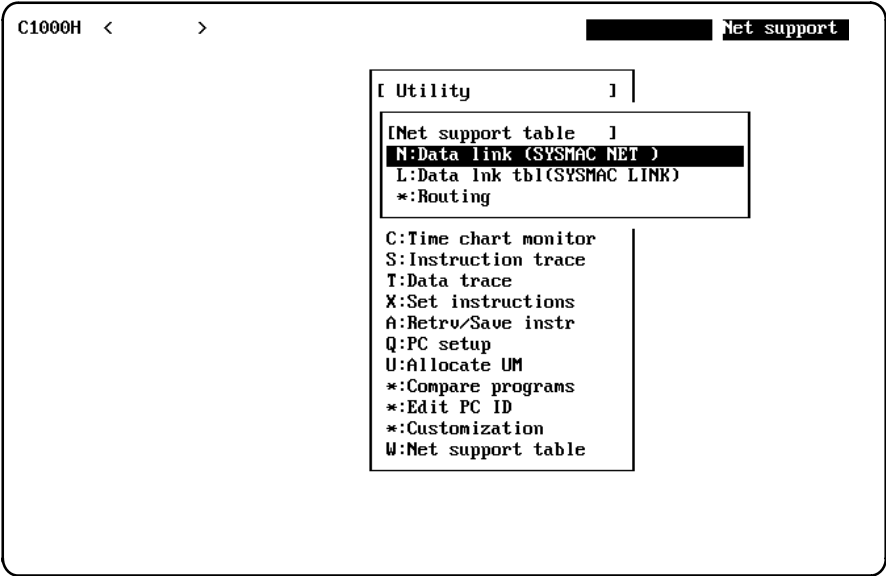 C1000H < >
Net support
[ Utility ]
[Net support table ]
N:Data link (SYSMAC NET )
L:Data lnk tbl(SYSMAC LINK)
*:Routing
C:Time chart monitor
S:Instruction trace
T:Data trace
X:Set instructions
A:Retrv/Save instr
Q:PC setup
U:Allocate UM
*:Compare programs
*:Edit PC ID
*:Customization
W:Net support table